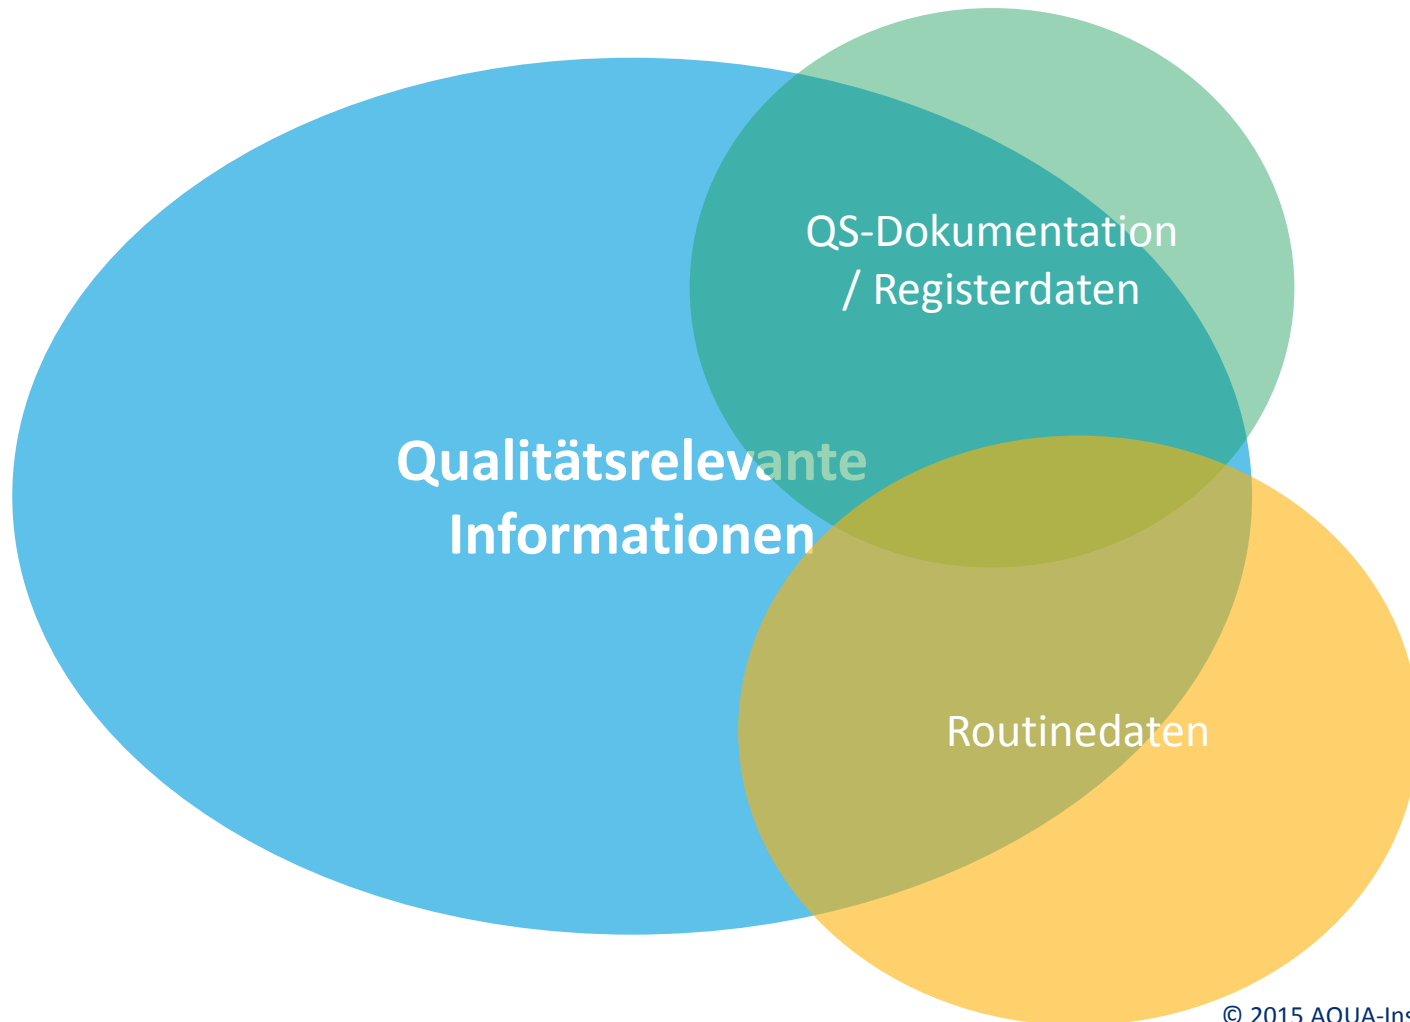 QS-Dokumentation
/ Registerdaten
Qualitätsrelevante
Informationen
Routinedaten
© 2015 AQUA-Ins